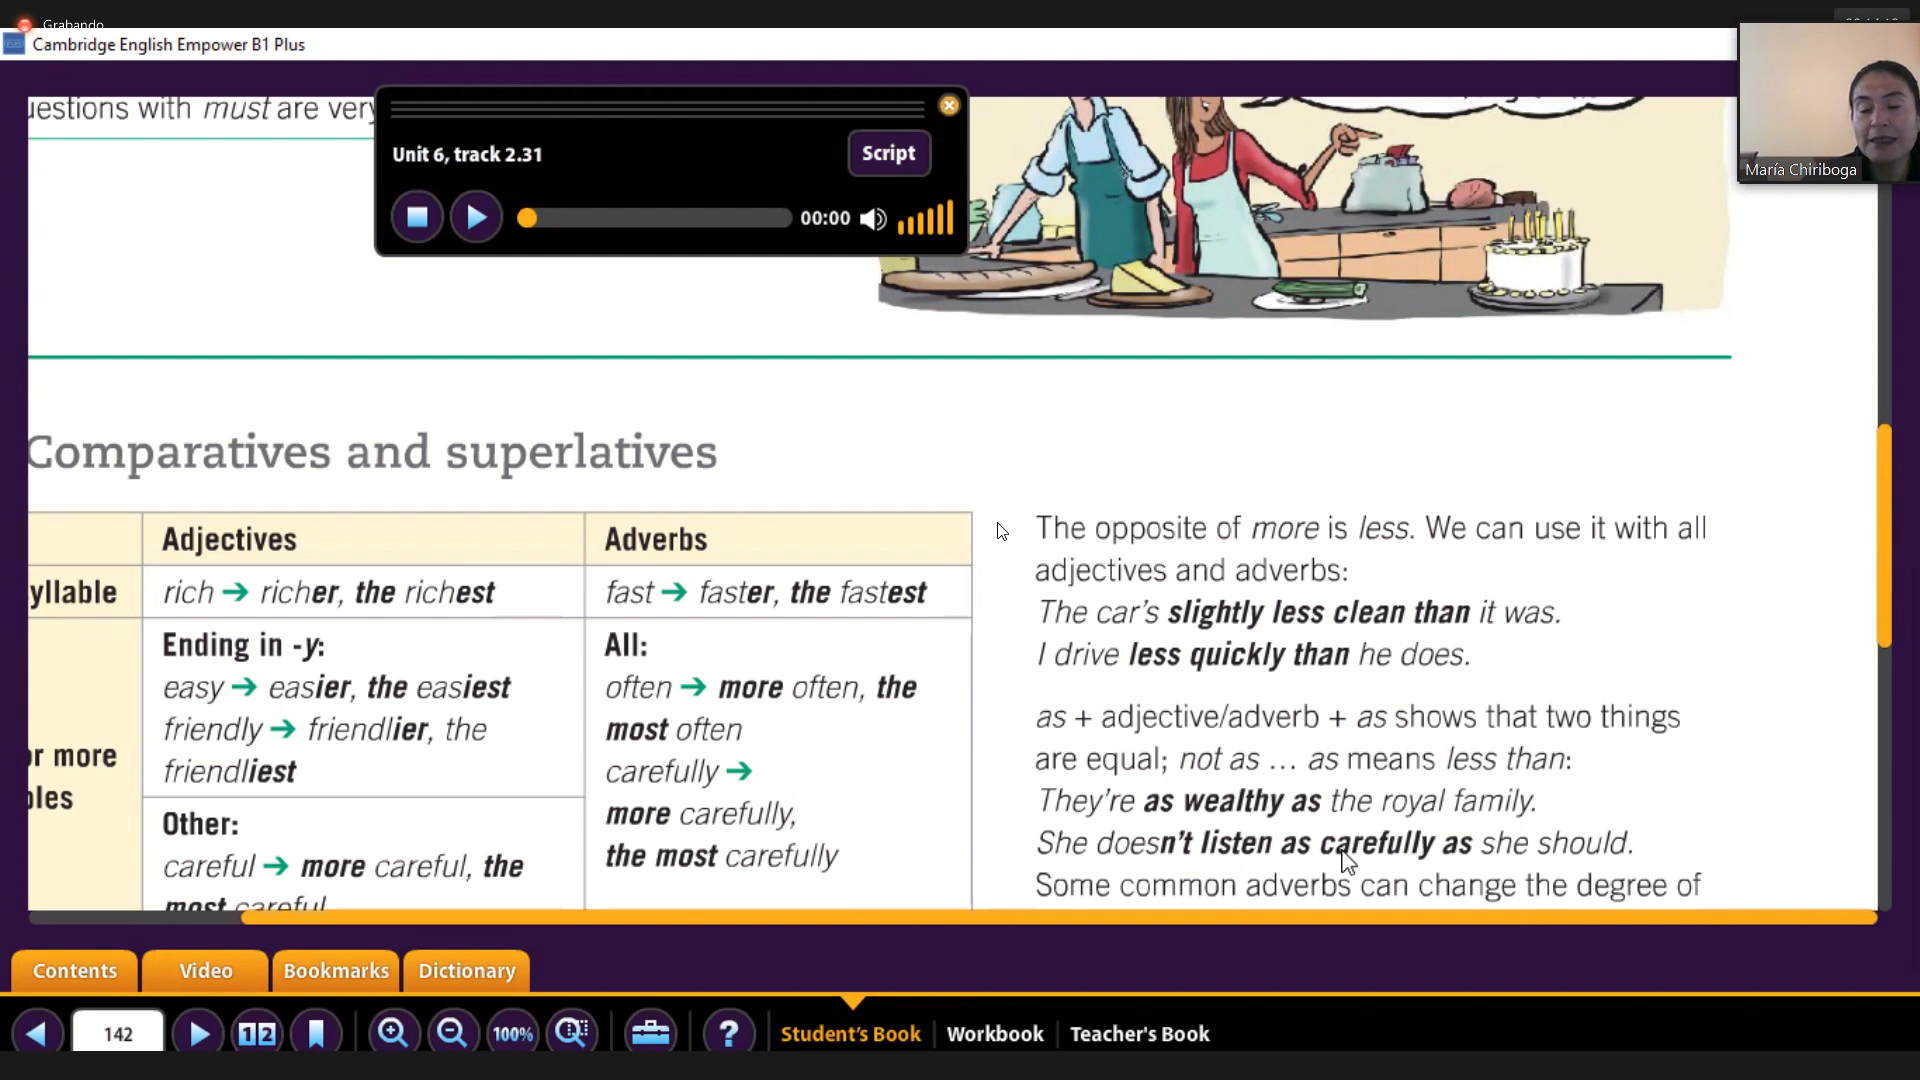 Grabando
Cambridge English Empower B1 Plus
uestions with must are very
Unit 6, track 2.31
Script
00:00
María Chiriboga
Comparatives and superlatives
Adjectives
Adverbs
yllable
rich → richer, the richest
fast → faster, the fastest
or more
Ending in -y:
easy → easier, the easiest
friendly → friendlier, the
friendliest
All:
often → more often, the
most often
carefully →
more carefully,
the most carefully
Other:
careful → more careful, the
most careful
The opposite of more is less. We can use it with all
adjectives and adverbs:
The car's slightly less clean than it was.
I drive less quickly than he does.
as + adjective/adverb + as shows that two things
are equal; not as … as means less than:
They're as wealthy as the royal family.
She doesn't listen as carefully as she should.
Some common adverbs can change the degree of
Contents
Video
Bookmarks
Dictionary
142
12
100%
?
Student's Book
Workbook
Teacher's Book